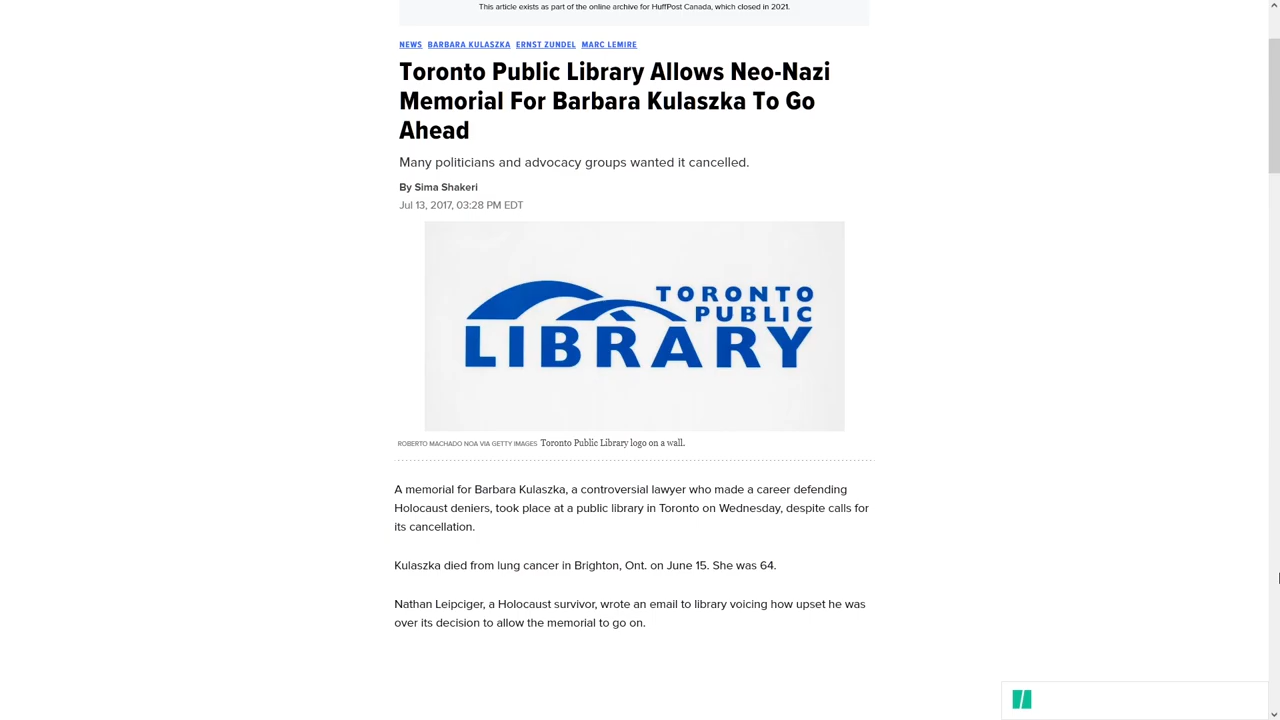 This article exists as part of the online archive for HuffPost Canada, which closed in 2021.
NEWS BARBARA KULASZKA ERNST ZUNDEL MARC LEMIRE
Toronto Public Library Allows Neo-Nazi
Memorial For Barbara Kulaszka To Go
Ahead
Many politicians and advocacy groups wanted it cancelled.
By Sima Shakeri
Jul 13, 2017, 03:28 PM EDT
TORONTO
PUBLIC
LIBRARY
ROBERTO MACHADO NOA VIA GETTY IMAGES Toronto Public Library logo on a wall.
A memorial for Barbara Kulaszka, a controversial lawyer who made a career defending
Holocaust deniers, took place at a public library in Toronto on Wednesday, despite calls for
its cancellation.
Kulaszka died from lung cancer in Brighton, Ont. on June 15. She was 64.
Nathan Leipciger, a Holocaust survivor, wrote an email to library voicing how upset he was
over its decision to allow the memorial to go on.